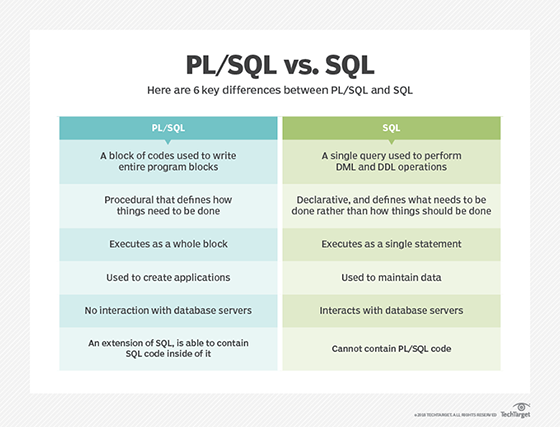 PL/SQL vs. SQL
Here are 6 key differences between PL/SQL and SQL
PL/SQL
SQL
A block of codes used to write
entire program blocks
A single query used to perform
DML and DDL operations
Procedural that defines how
things need to be done
Declarative, and defines what needs to be
done rather than how things should be done
Executes as a whole block
Executes as a single statement
Used to create applications
Used to maintain data
No interaction with database servers
Interacts with database servers
An extension of SQL, is able to contain
SQL code inside of it
Cannot contain PL/SQL code
©2018 TECHTARGET. ALL RIGHTS RESERVED
TechTarget